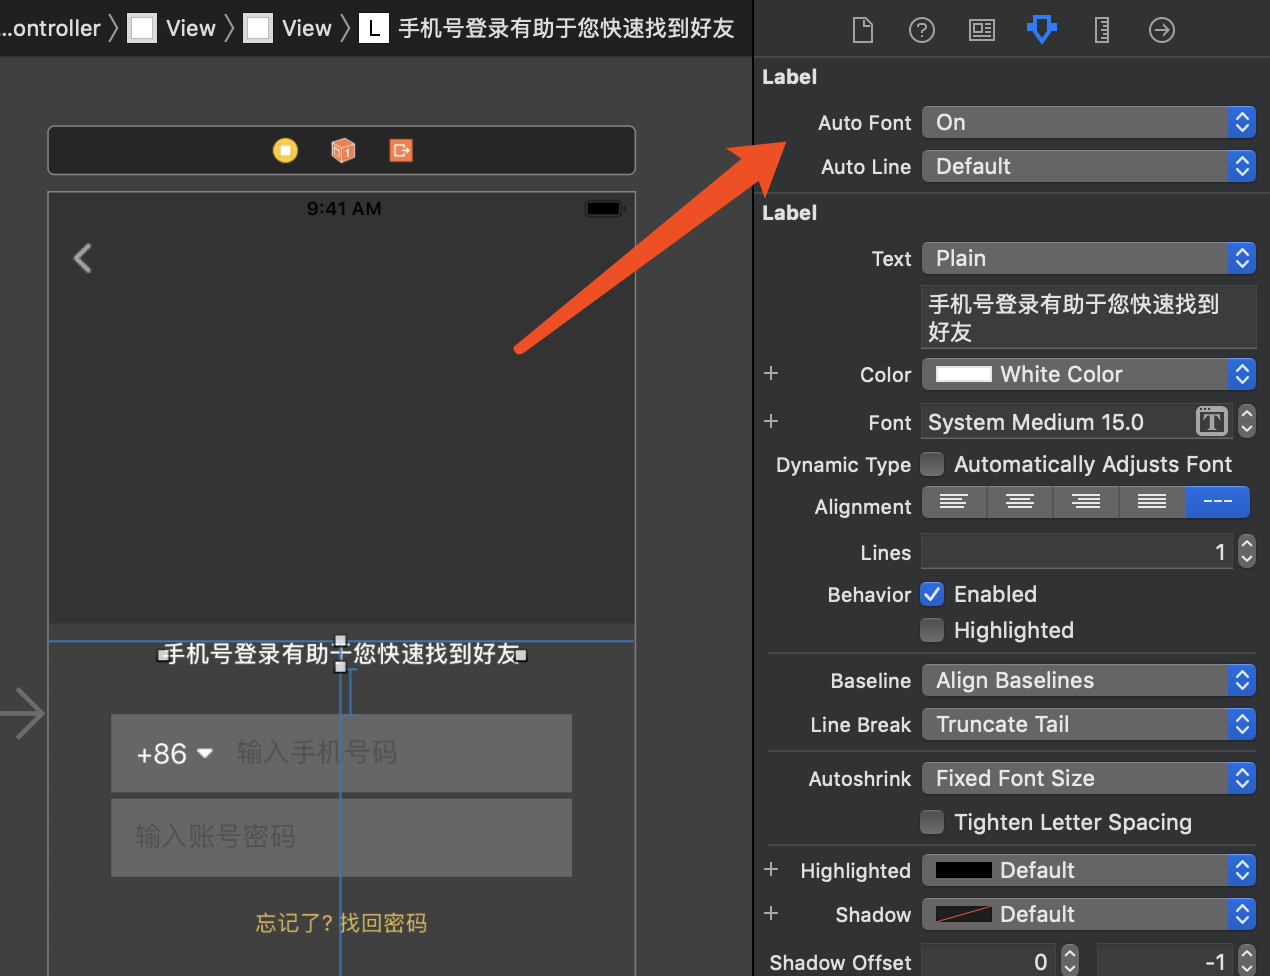 ...ontroller View View L 手机号登录有助于您快速找到好友
9:41 AM
手机号登录有助于您快速找到好友
+86 输入手机号码
输入账号密码
忘记了? 找回密码
Label
Auto Font On
Auto Line Default
Label
Text Plain
手机号登录有助于您快速找到
好友
Color White Color
Font System Medium 15.0 T
Dynamic Type Automatically Adjusts Font
Alignment ---
Lines 1
Behavior Enabled
Highlighted
Baseline Align Baselines
Line Break Truncate Tail
Autoshrink Fixed Font Size
Tighten Letter Spacing
Highlighted Default
Shadow Default
Shadow Offset 0 -1